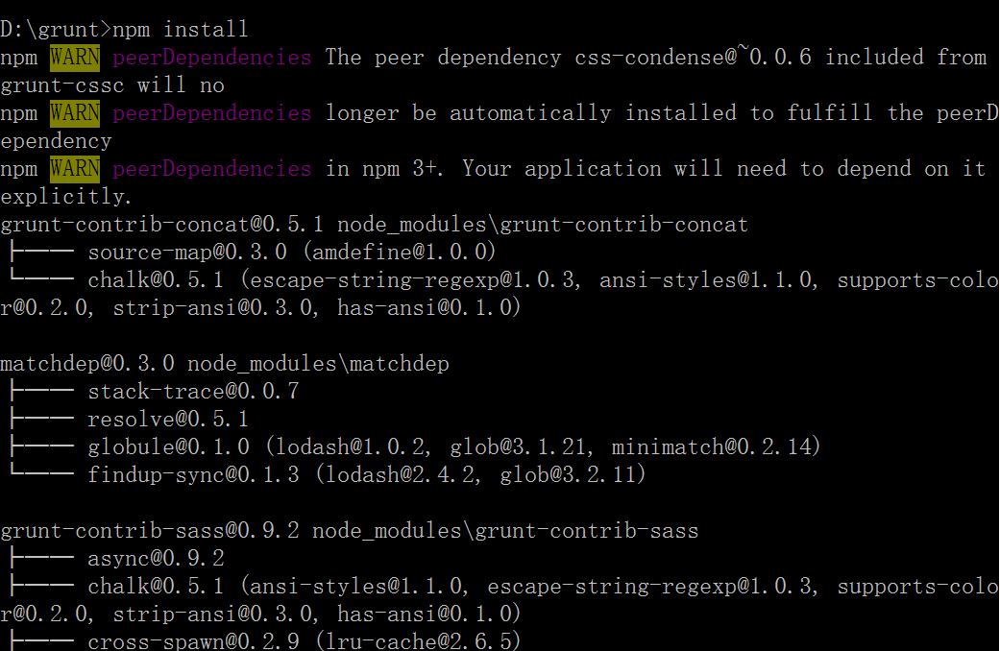 D:\grunt>npm install
npm WARN peerDependencies The peer dependency css-condense@~0.0.6 included from
grunt-cssc will no
npm WARN peerDependencies longer be automatically installed to fulfill the peerD
ependency
npm WARN peerDependencies in npm 3+. Your application will need to depend on it
explicitly.
grunt-contrib-concat@0.5.1 node_modules\grunt-contrib-concat
├── source-map@0.3.0 (amdefine@1.0.0)
└── chalk@0.5.1 (escape-string-regexp@1.0.3, ansi-styles@1.1.0, supports-colo
r@0.2.0, strip-ansi@0.3.0, has-ansi@0.1.0)
matchdep@0.3.0 node_modules\matchdep
├── stack-trace@0.0.7
├── resolve@0.5.1
├── globule@0.1.0 (lodash@1.0.2, glob@3.1.21, minimatch@0.2.14)
└── findup-sync@0.1.3 (lodash@2.4.2, glob@3.2.11)
grunt-contrib-sass@0.9.2 node_modules\grunt-contrib-sass
├── async@0.9.2
├── chalk@0.5.1 (ansi-styles@1.1.0, escape-string-regexp@1.0.3, supports-colo
r@0.2.0, strip-ansi@0.3.0, has-ansi@0.1.0)
├── cross-spawn@0.2.9 (lru-cache@2.6.5)